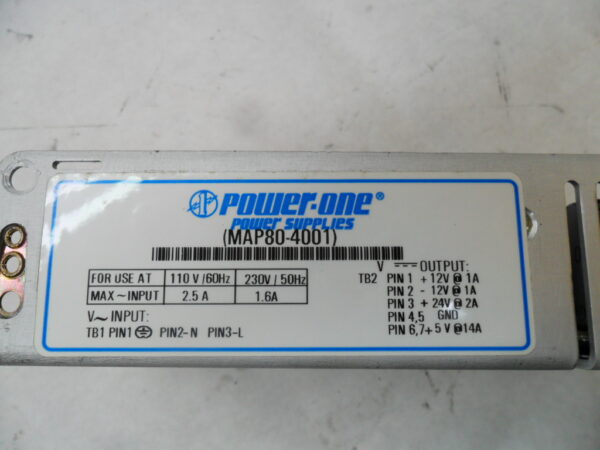 POWER-ONE®
POWER SUPPLIES
(MAP80-4001)
FOR USE AT 110 V/60Hz 230V/50Hz
MAX ~ INPUT 2.5 A 1.6A
V~ INPUT:
TB1 PIN1 PIN2-N PIN3-L
V OUTPUT:
TB2 PIN 1 + 12V @ 1A
PIN 2 - 12V @ 1A
PIN 3 + 24V @ 2A
PIN 4,5 GND
PIN 6,7+ 5 V @14A